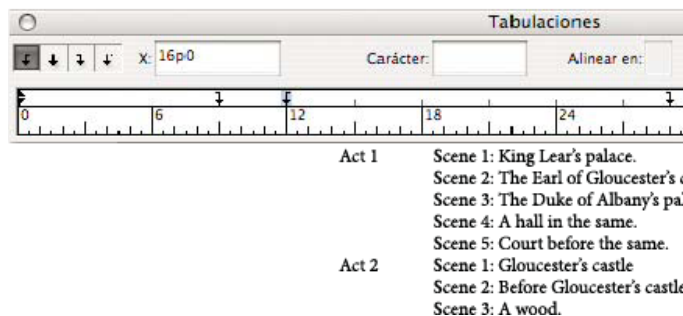 Tabulaciones
X: 16p0 Carácter: Alinear en:
0 6 12 18 24
Act 1 Scene 1: King Lear's palace.
Scene 2: The Earl of Gloucester's
Scene 3: The Duke of Albany's pal
Scene 4: A hall in the same.
Scene 5: Court before the same.
Act 2 Scene 1: Gloucester's castle
Scene 2: Before Gloucester's castle
Scene 3: A wood.